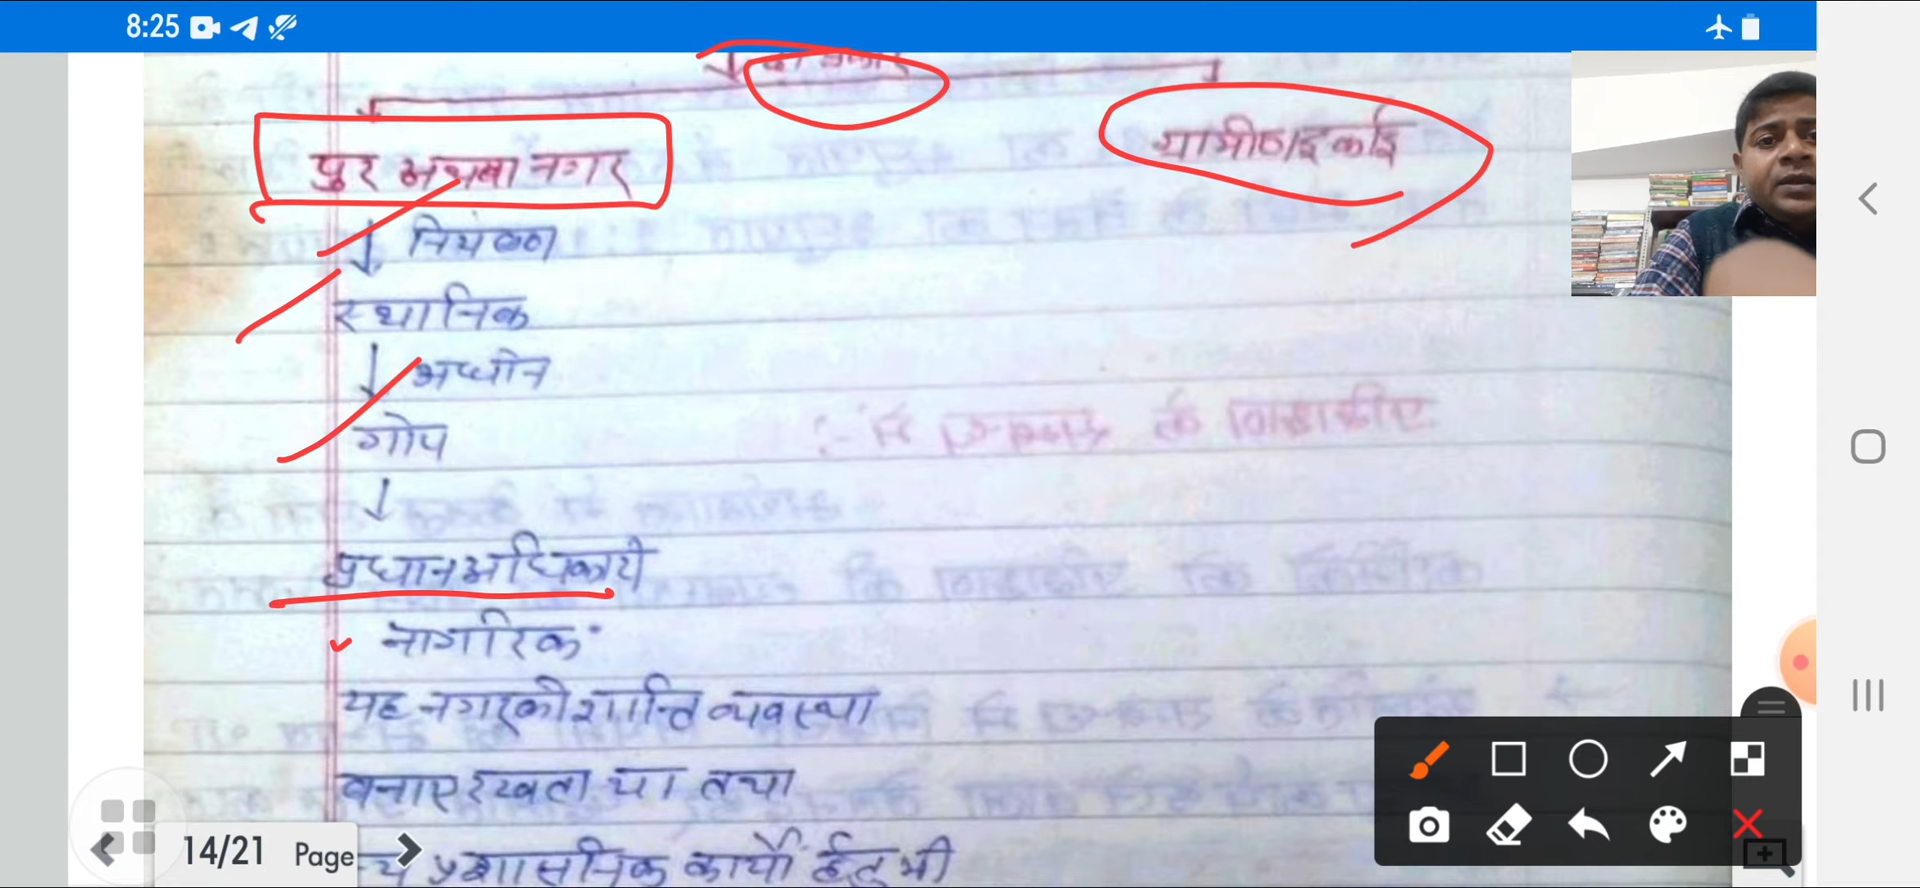 8:25
पुर अथवा नगर
ग्रामीण इकाई
नियंत्रण
स्थानिक
अधीन
गोप
प्रधान अधिकारी
नागरिक
यह नगर की शान्ति व्यवस्था
बनाए रखता था तथा
प्रशासनिक कार्यों हेतु भी
14/21 Page